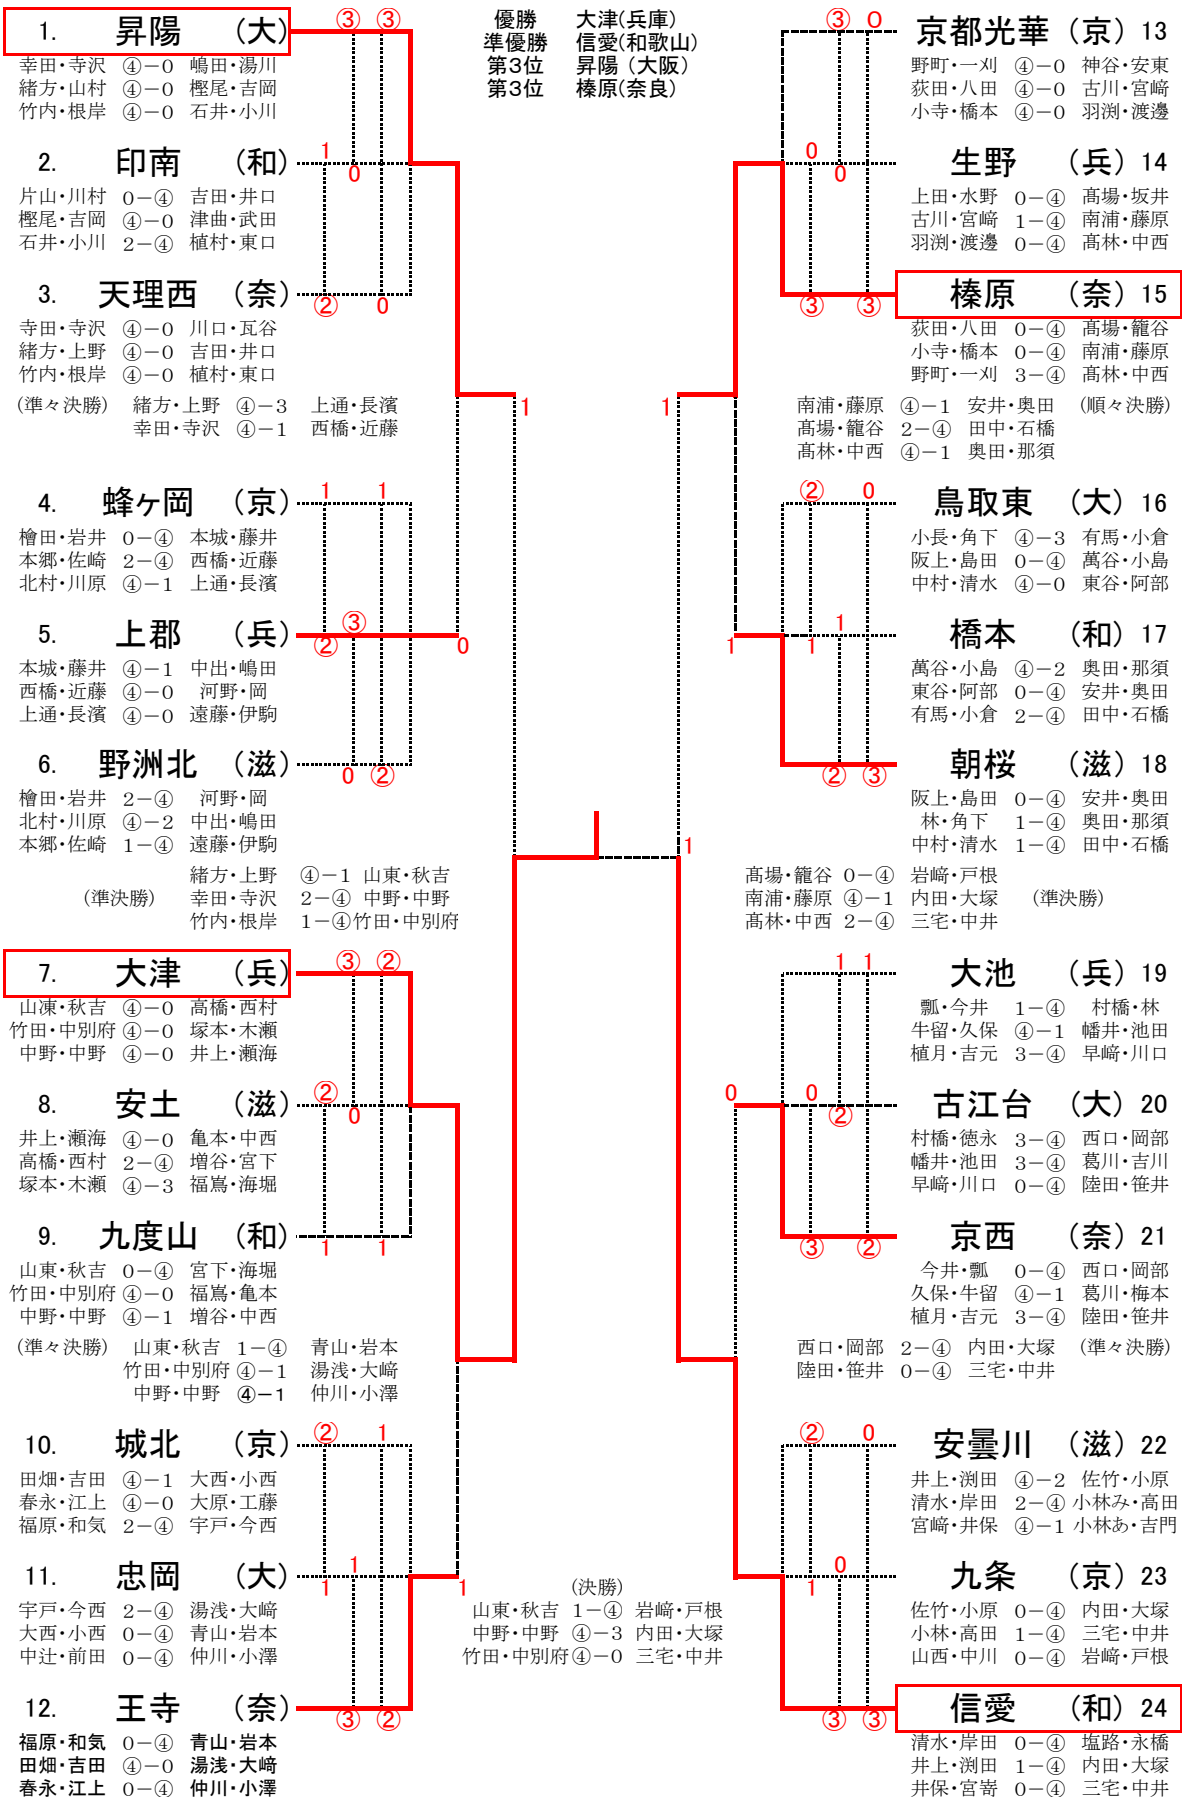 優勝 大津(兵庫)
準優勝 信愛(和歌山)
第3位 昇陽(大阪)
第3位 榛原(奈良)
1. 昇陽 (大) ③ ③
幸田・寺沢 ④－0 嶋田・湯川
緒方・山村 ④－0 樫尾・吉岡
竹内・根岸 ④－0 石井・小川
2. 印南 (和) 1 0
片山・川村 0－④ 吉田・井口
樫尾・吉岡 ④－0 津曲・武田
石井・小川 2－④ 植村・東口
3. 天理西 (奈) ② 0
寺田・寺沢 ④－0 川口・瓦谷
緒方・上野 ④－0 吉田・井口
竹内・根岸 ④－0 植村・東口
(準々決勝) 緒方・上野 ④－3 上通・長濱
幸田・寺沢 ④－1 西橋・近藤
1
4. 蜂ヶ岡 (京) 1 1
檜田・岩井 0－④ 本城・藤井
本郷・佐崎 2－④ 西橋・近藤
北村・川原 ④－1 上通・長濱
5. 上郡 (兵) ② ③ 0
本城・藤井 ④－1 中出・嶋田
西橋・近藤 ④－0 河野・岡
上通・長濱 ④－0 遠藤・伊駒
6. 野洲北 (滋) 0 ②
檜田・岩井 2－④ 河野・岡
北村・川原 ④－2 中出・嶋田
本郷・佐崎 1－④ 遠藤・伊駒
緒方・上野 ④－1 山東・秋吉
(準決勝) 幸田・寺沢 2－④ 中野・中野
竹内・根岸 1－④ 竹田・中別府
7. 大津 (兵) ③ ②
山凍・秋吉 ④－0 高橋・西村
竹田・中別府 ④－0 塚本・木瀬
中野・中野 ④－0 井上・瀬海
8. 安土 (滋) ② 0
井上・瀬海 ④－0 亀本・中西
高橋・西村 2－④ 増谷・宮下
塚本・木瀬 ④－3 福嶌・海堀
9. 九度山 (和) 1 1
山東・秋吉 0－④ 宮下・海堀
竹田・中別府 ④－0 福嶌・亀本
中野・中野 ④－1 増谷・中西
(準々決勝) 山東・秋吉 1－④ 青山・岩本
竹田・中別府 ④－1 湯浅・大﨑
中野・中野 ④－1 仲川・小澤
10. 城北 (京) ② 1
田畑・吉田 ④－1 大西・小西
春永・江上 ④－0 大原・工藤
福原・和気 2－④ 宇戸・今西
11. 忠岡 (大) 1 1 1
宇戸・今西 2－④ 湯浅・大﨑
大西・小西 0－④ 青山・岩本
中辻・前田 0－④ 仲川・小澤
12. 王寺 (奈) ③ ②
福原・和気 0－④ 青山・岩本
田畑・吉田 ④－0 湯浅・大﨑
春永・江上 0－④ 仲川・小澤
(決勝)
山東・秋吉 1－④ 岩﨑・戸根
中野・中野 ④－3 内田・大塚
竹田・中別府 ④－0 三宅・中井
③ 0 京都光華 (京) 13
野町・一刈 ④－0 神谷・安東
荻田・八田 ④－0 古川・宮﨑
小寺・橋本 ④－0 羽渕・渡邊
0 0 生野 (兵) 14
上田・水野 0－④ 髙場・坂井
古川・宮﨑 1－④ 南浦・藤原
羽渕・渡邊 0－④ 髙林・中西
③ ③ 榛原 (奈) 15
荻田・八田 0－④ 髙場・籠谷
小寺・橋本 0－④ 南浦・藤原
野町・一刈 3－④ 髙林・中西
1
南浦・藤原 ④－1 安井・奥田 (順々決勝)
髙場・籠谷 2－④ 田中・石橋
髙林・中西 ④－1 奥田・那須
② 0 鳥取東 (大) 16
小長・角下 ④－3 有馬・小倉
阪上・島田 0－④ 萬谷・小島
中村・清水 ④－0 東谷・阿部
1 1 1 橋本 (和) 17
萬谷・小島 ④－2 奥田・那須
東谷・阿部 0－④ 安井・奥田
有馬・小倉 2－④ 田中・石橋
② ③ 朝桜 (滋) 18
阪上・島田 0－④ 安井・奥田
林・角下 1－④ 奥田・那須
中村・清水 1－④ 田中・石橋
1
髙場・籠谷 0－④ 岩﨑・戸根
南浦・藤原 ④－1 内田・大塚 (準決勝)
髙林・中西 2－④ 三宅・中井
1 1 大池 (兵) 19
瓢・今井 1－④ 村橋・林
牛留・久保 ④－1 幡井・池田
植月・吉元 3－④ 早﨑・川口
0 0 ② 古江台 (大) 20
村橋・徳永 3－④ 西口・岡部
幡井・池田 3－④ 葛川・吉川
早﨑・川口 0－④ 陸田・笹井
③ ② 京西 (奈) 21
今井・瓢 0－④ 西口・岡部
久保・牛留 ④－1 葛川・梅本
植月・吉元 3－④ 陸田・笹井
西口・岡部 2－④ 内田・大塚 (準々決勝)
陸田・笹井 0－④ 三宅・中井
② 0 安曇川 (滋) 22
井上・渕田 ④－2 佐竹・小原
清水・岸田 2－④ 小林み・高田
宮﨑・井保 ④－1 小林あ・吉門
1 0 九条 (京) 23
佐竹・小原 0－④ 内田・大塚
小林・高田 1－④ 三宅・中井
山西・中川 0－④ 岩﨑・戸根
③ ③ 信愛 (和) 24
清水・岸田 0－④ 塩路・永橋
井上・渕田 1－④ 内田・大塚
井保・宮嵜 0－④ 三宅・中井